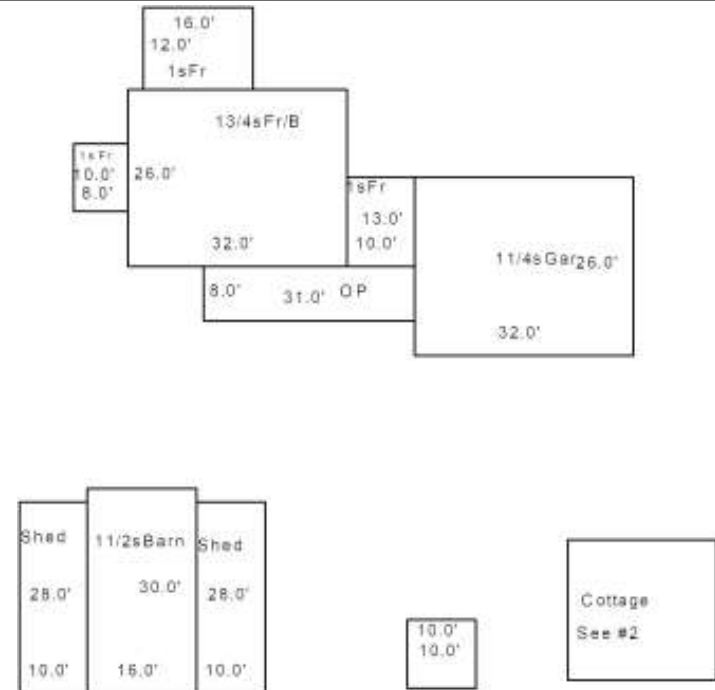 16.0'
12.0'
1sFr
13/4sFr/B
1sFr
10.0'
8.0'
26.0'
32.0'
1sFr
13.0'
10.0'
11/4sGar
26.0'
32.0'
8.0'
31.0'
OP
Shed
28.0'
10.0'
11/2sBarn
30.0'
16.0'
Shed
28.0'
10.0'
10.0'
10.0'
Cottage
See #2